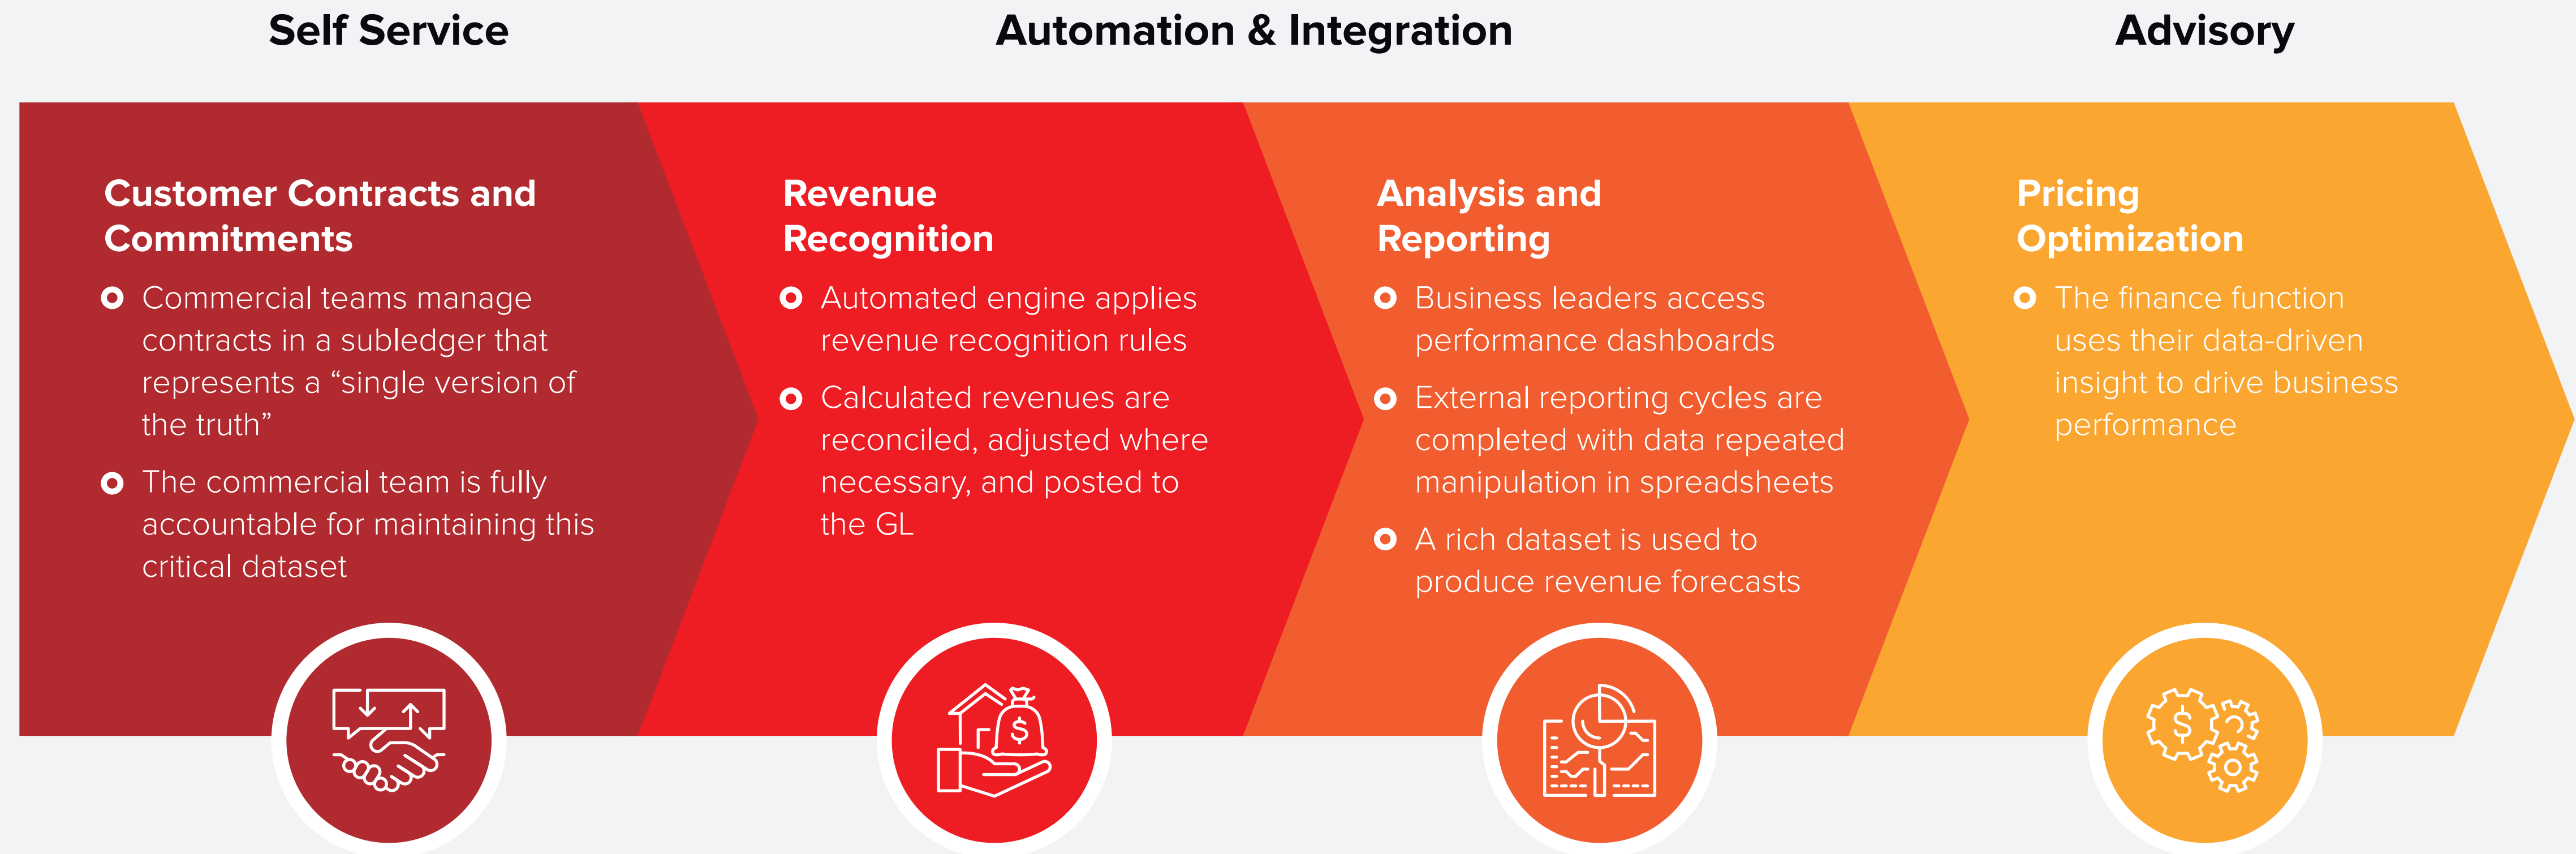 Self Service
Automation & Integration
Advisory
Customer Contracts and
Commitments
Commercial teams manage
contracts in a subledger that
represents a “single version of
the truth”
The commercial team is fully
accountable for maintaining this
critical dataset
Revenue
Recognition
Automated engine applies
revenue recognition rules
Calculated revenues are
reconciled, adjusted where
necessary, and posted to
the GL
Analysis and
Reporting
Business leaders access
performance dashboards
External reporting cycles are
completed with data repeated
manipulation in spreadsheets
A rich dataset is used to
produce revenue forecasts
Pricing
Optimization
The finance function
uses their data-driven
insight to drive business
performance
$
$